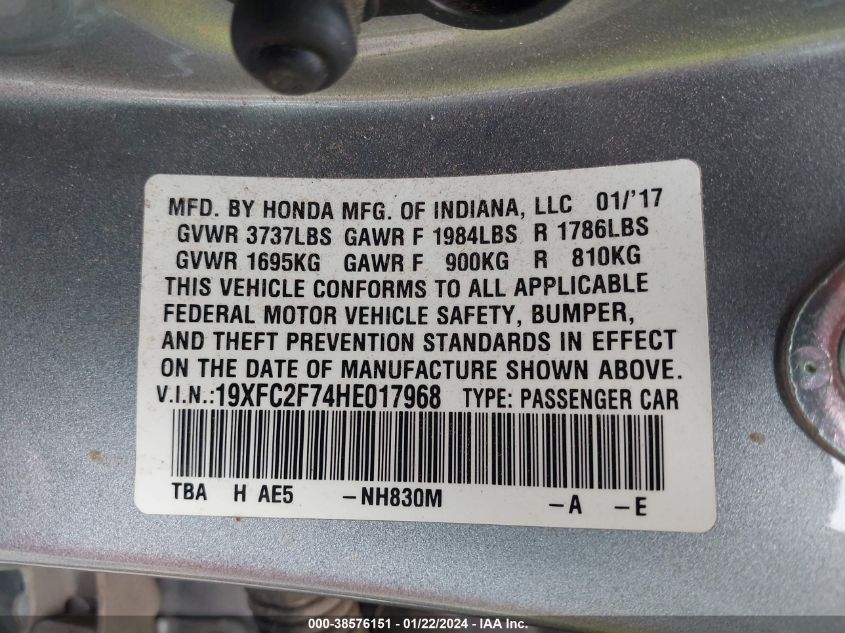 MFD. BY HONDA MFG. OF INDIANA, LLC 01/'17
GVWR 3737LBS GAWR F 1984LBS R 1786LBS
GVWR 1695KG GAWR F 900KG R 810KG
THIS VEHICLE CONFORMS TO ALL APPLICABLE
FEDERAL MOTOR VEHICLE SAFETY, BUMPER,
AND THEFT PREVENTION STANDARDS IN EFFECT
ON THE DATE OF MANUFACTURE SHOWN ABOVE.
V.I.N.:19XFC2F74HE017968 TYPE: PASSENGER CAR
TBA H AE5 -NH830M -A -E
000-38576151 - 01/22/2024 - IAA Inc.